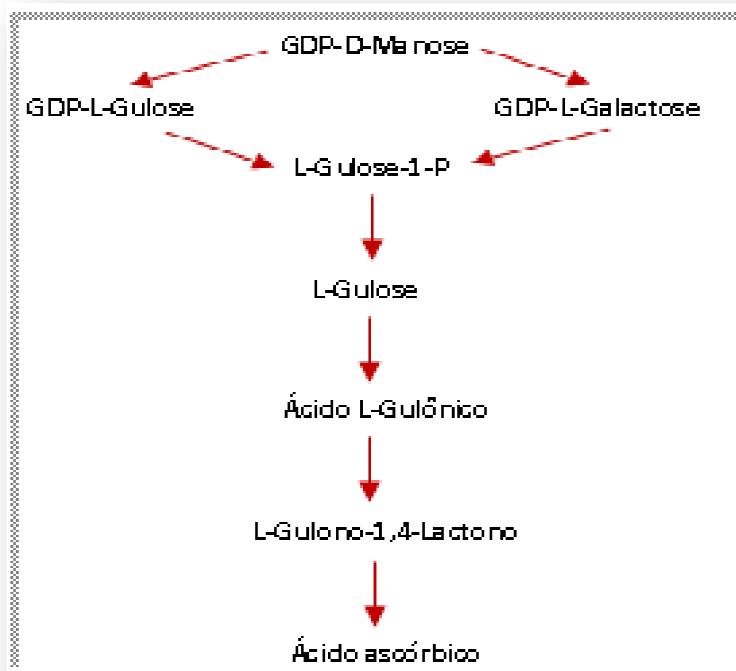 GDP-D-Manose
GDP-L-Gulose
GDP-L-Galactose
L-Gulose-1-P
L-Gulose
Ácido L-Gulônico
L-Gulono-1,4-Lactono
Ácido ascórbico